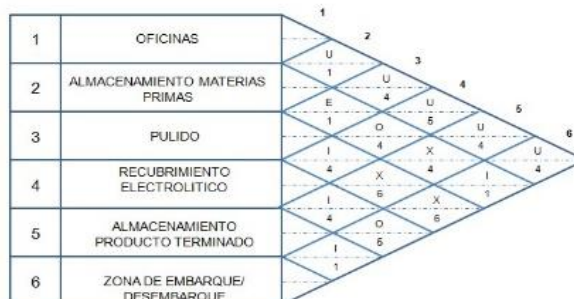 1
2
3
4
5
6
1 OFICINAS
2 ALMACENAMIENTO MATERIAS
PRIMAS
3 PULIDO
4 RECUBRIMIENTO
ELECTROLITICO
5 ALMACENAMIENTO
PRODUCTO TERMINADO
6 ZONA DE EMBARQUE/
DESEMBARQUE
U
1
U
4
E
1
U
5
O
4
I
4
U
4
X
4
X
6
I
4
U
4
I
X
6
O
5
I
1